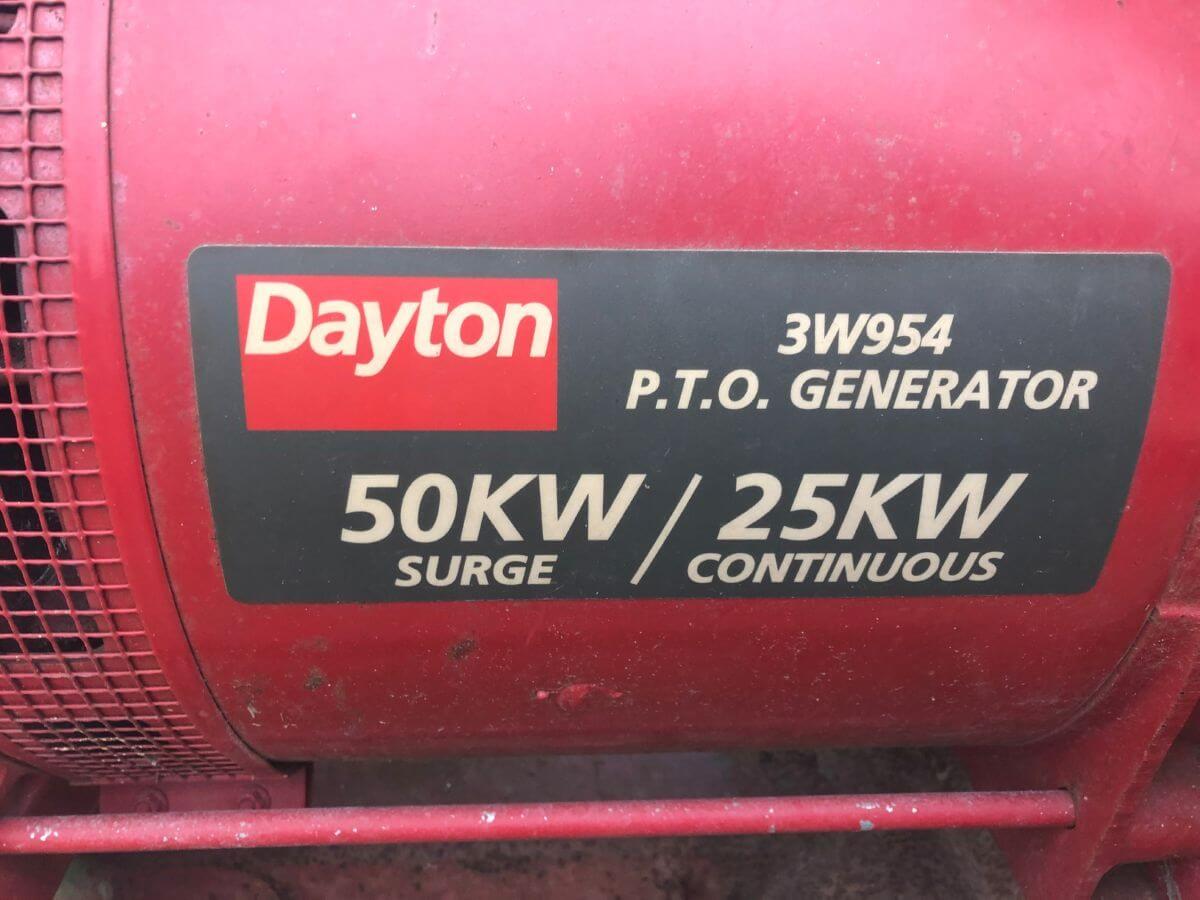 Dayton
3W954
P.T.O. GENERATOR
50KW / 25KW
SURGE CONTINUOUS